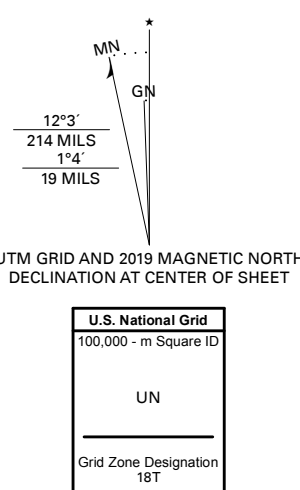 ★
MN
GN
12°3´
214 MILS
1°4´
19 MILS
UTM GRID AND 2019 MAGNETIC NORTH
DECLINATION AT CENTER OF SHEET
U.S. National Grid
100,000 - m Square ID
UN
Grid Zone Designation
18T